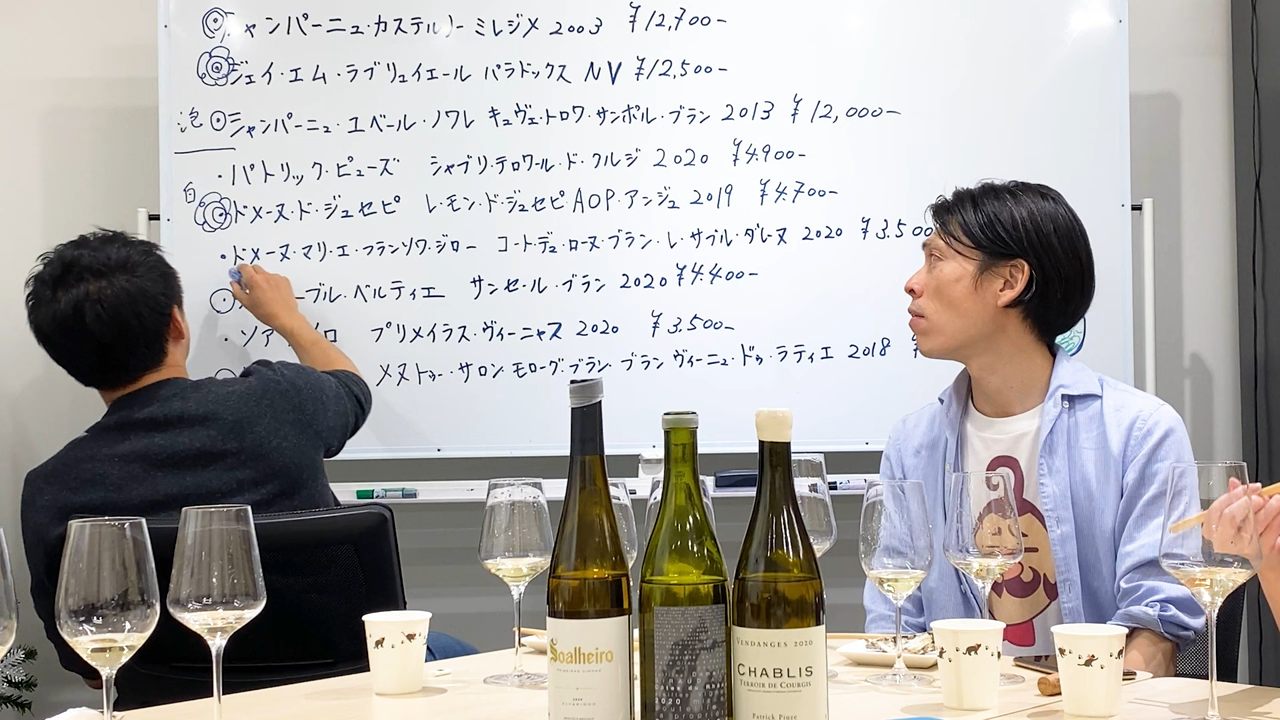 シャンパーニュ・カステルノー ミレジメ 2003 ¥12,700-
ジェイ・エム・ラブリュイエール パラドックス NV ¥12,500-
泡 シャンパーニュ・エベール・ノワレ キュヴェ・トロワ・サンポル・ブラン 2013 ¥12,000-
・パトリック・ピューズ シャブリ・テロワール・ド・クルジ 2020 ¥4.900-
白 ドメーヌ・ド・ジュセピ レ・モン・ド・ジュセピ AOP・アンジュ 2019 ¥4.700-
・ドメーヌ・マリ・エ・フランソワ・ジロー コート・デュ・ローヌ・ブラン・レ・サブル・ダレーヌ 2020 ¥3.500
ーブル・ベルティエ サンセール・ブラン 2020 ¥4.400-
・ソア プリメイラス・ヴィーニャス 2020 ¥3.500-
メヌトゥー・サロン モローグ・ブラン ブラン ヴィーニュ・ドゥ・ラティエ 2018 ¥
Soalheiro
ALVARINHO
Côtes du Rhô
2020
VENDANGES 2020
CHABLIS
TERROIR DE COURGIS
Patrick Piuze